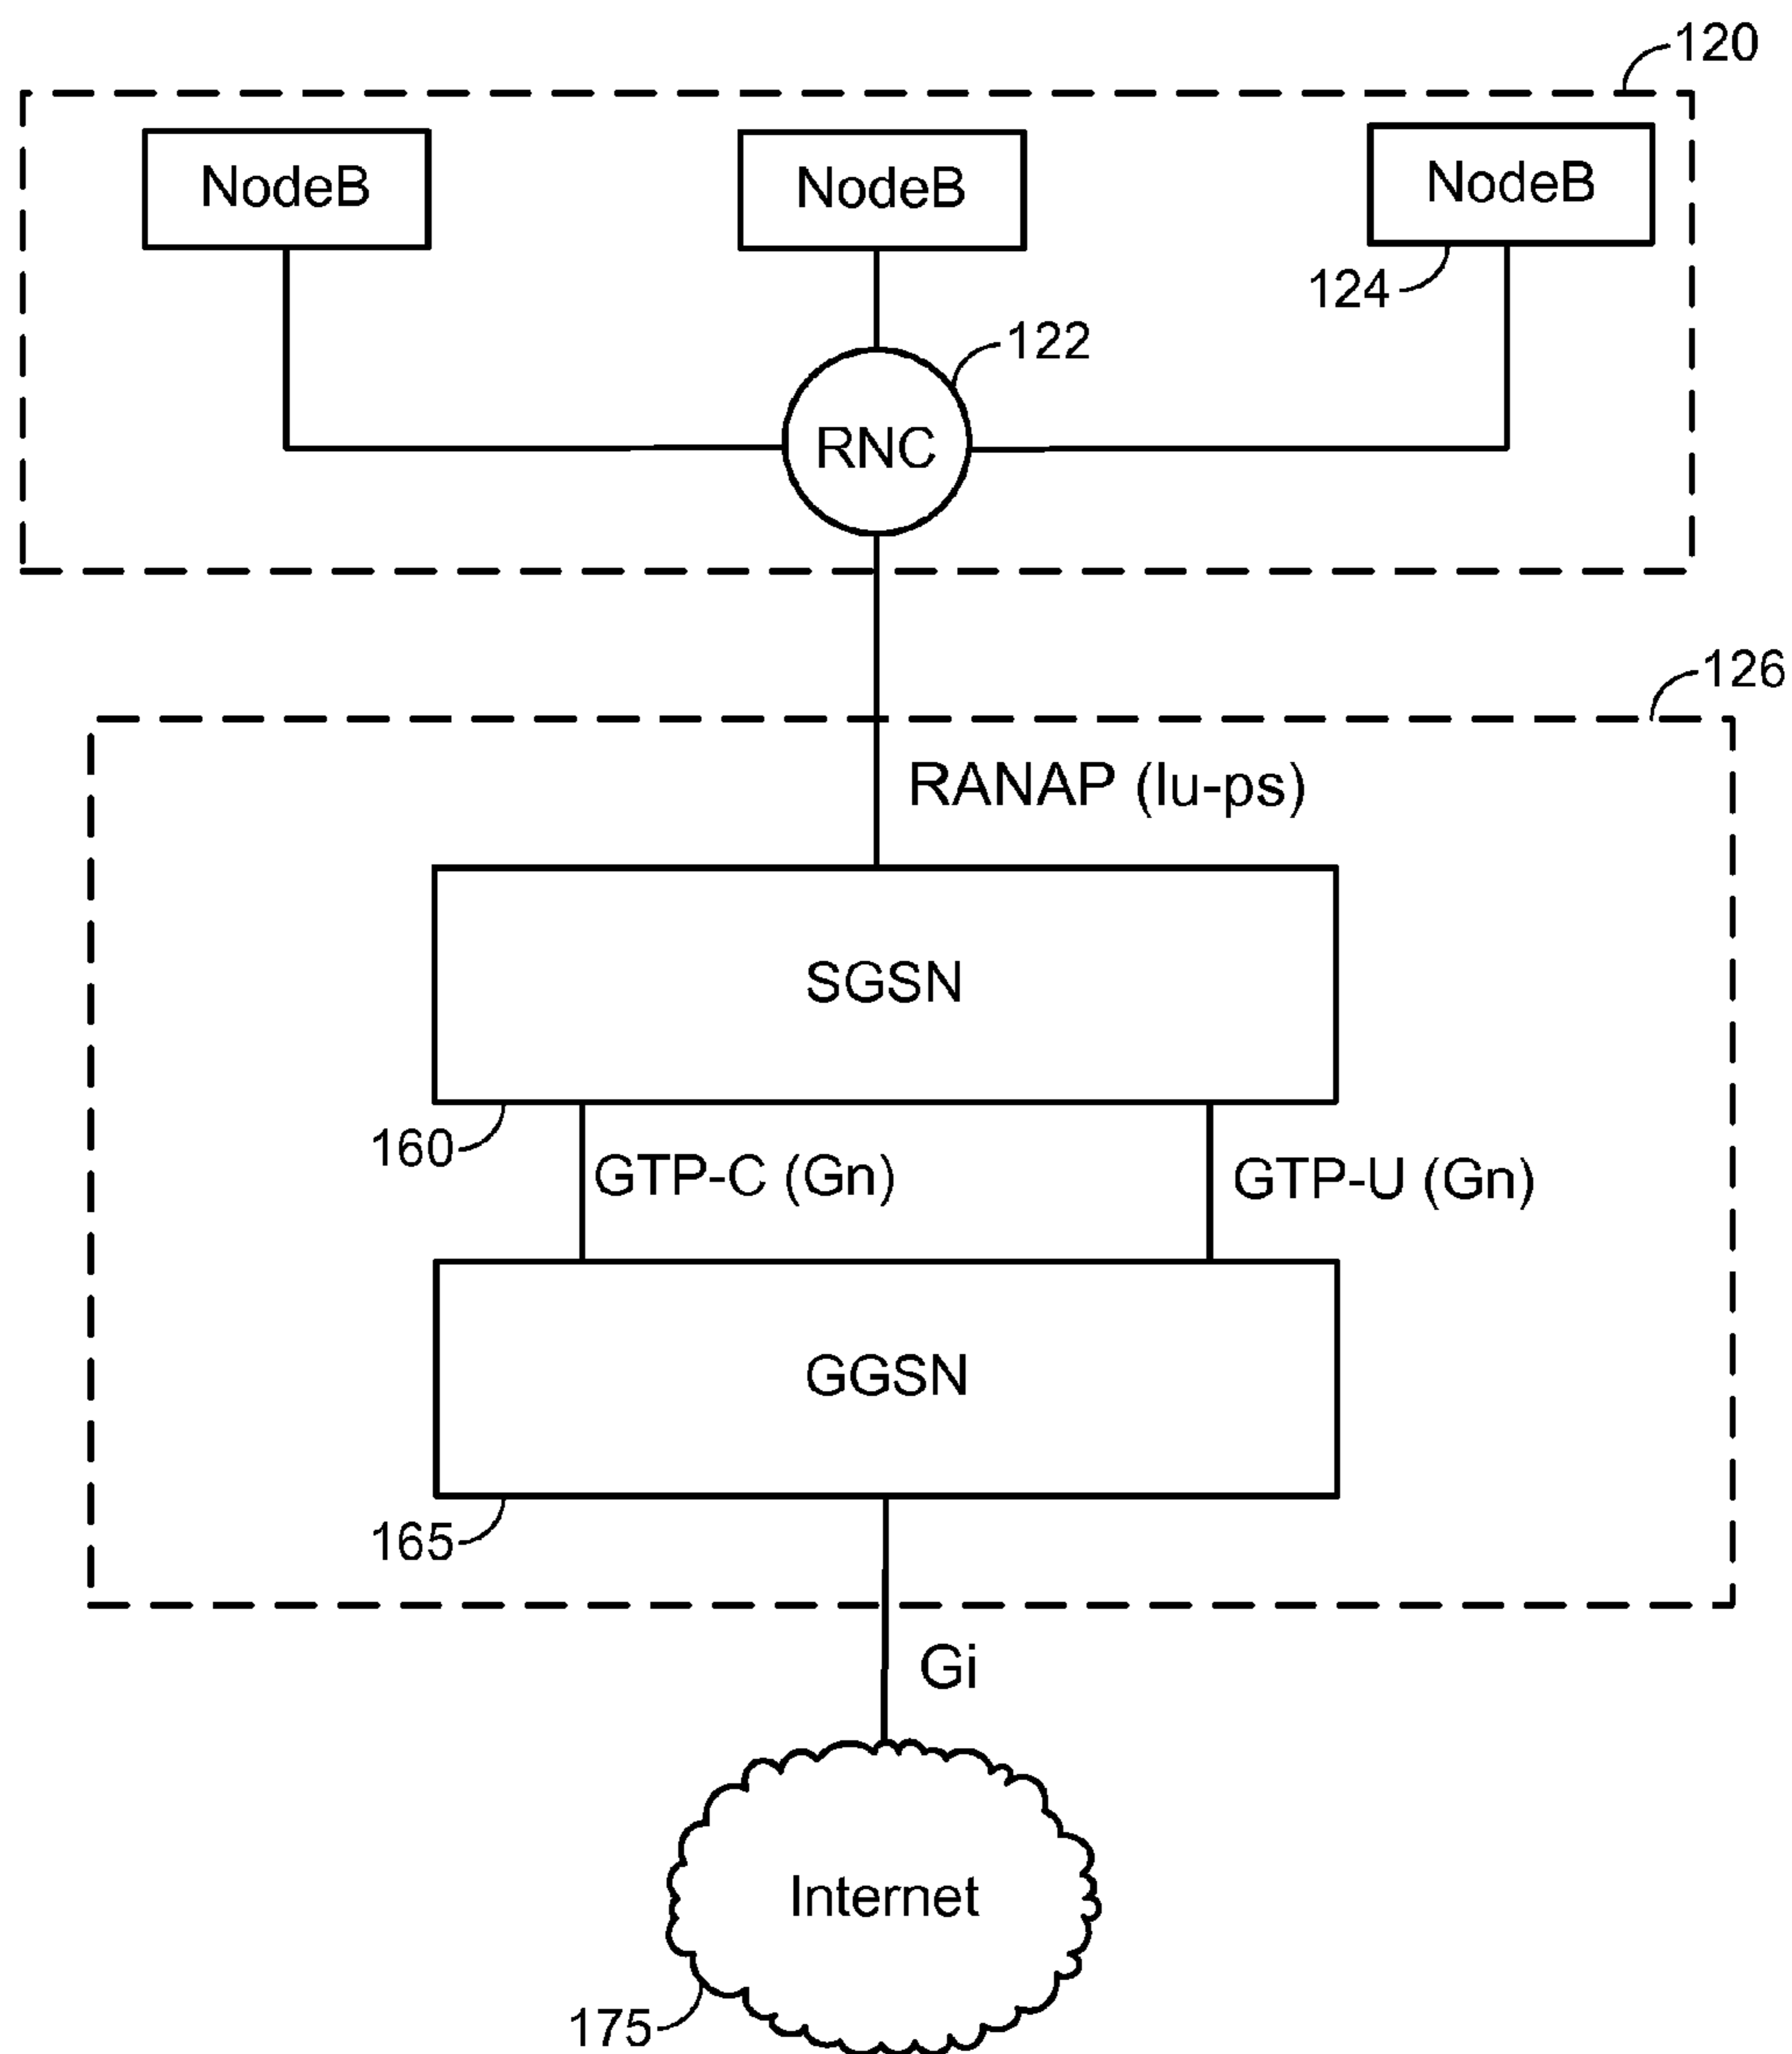 120
NodeB
NodeB
NodeB
124
122
RNC
126
RANAP (Iu-ps)
SGSN
160
GTP-C (Gn)
GTP-U (Gn)
GGSN
165
Gi
Internet
175